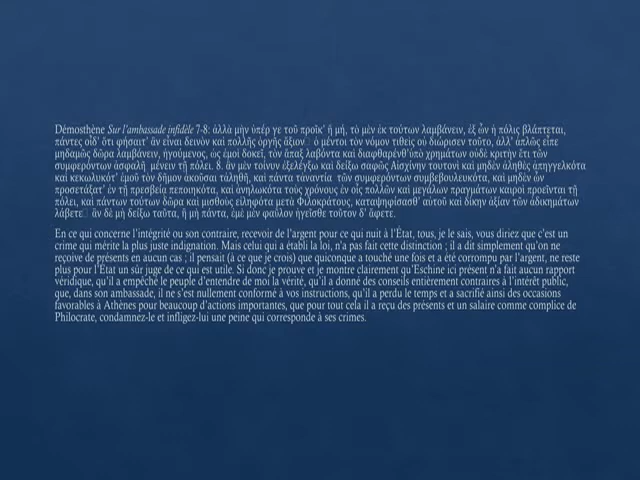 Démosthène Sur l'ambassade infidèle 7-8: ἀλλὰ μὴν ὑπέρ γε τοῦ προῖκ' ἢ μή, τὸ μὲν ἐκ τούτων λαμβάνειν, ἐξ ὧν ἡ πόλις βλάπτεται,
πάντες οἶδ' ὅτι φήσαιτ' ἂν εἶναι δεινὸν καὶ πολλῆς ὀργῆς ἄξιον ὁ μέντοι τὸν νόμον τιθεὶς οὐ διώρισεν τοῦτο, ἀλλ' ἁπλῶς εἶπε
μηδαμῶς δῶρα λαμβάνειν, ἡγούμενος, ὡς ἐμοὶ δοκεῖ, τὸν ἅπαξ λαβόντα καὶ διαφθαρένθ' ὑπὸ χρημάτων οὐδὲ κριτὴν ἔτι τῶν
συμφερόντων ἀσφαλῆ μένειν τῇ πόλει. 8. ἂν μὲν τοίνυν ἐξελέγξω καὶ δείξω σαφῶς Αἰσχίνην τουτονὶ καὶ μηδὲν ἀληθὲς ἀπηγγελκότα
καὶ κεκωλυκότ' ἐμοῦ τὸν δῆμον ἀκοῦσαι τἀληθῆ, καὶ πάντα τἀναντία τῶν συμφερόντων συμβεβουλευκότα, καὶ μηδὲν ὧν
προσετάξατ' ἐν τῇ πρεσβείᾳ πεποιηκότα, καὶ ἀνηλωκότα τοὺς χρόνους ἐν οἷς πολλῶν καὶ μεγάλων πραγμάτων καιροὶ προεῖνται τῇ
πόλει, καὶ πάντων τούτων δῶρα καὶ μισθοὺς εἰληφότα μετὰ Φιλοκράτους, καταψηφίσασθ' αὐτοῦ καὶ δίκην ἀξίαν τῶν ἀδικημάτων
λάβετε ἂν δὲ μὴ δείξω ταῦτα, ἢ μὴ πάντα, ἐμὲ μὲν φαῦλον ἡγεῖσθε τοῦτον δ' ἄφετε.
En ce qui concerne l'intégrité ou son contraire, recevoir de l'argent pour ce qui nuit à l'État, tous, je le sais, vous diriez que c'est un
crime qui mérite la plus juste indignation. Mais celui qui a établi la loi, n'a pas fait cette distinction ; il a dit simplement qu'on ne
reçoive de présents en aucun cas ; il pensait (à ce que je crois) que quiconque a touché une fois et a été corrompu par l'argent, ne reste
plus pour l'État un sûr juge de ce qui est utile. Si donc je prouve et je montre clairement qu'Eschine ici présent n'a fait aucun rapport
véridique, qu'il a empêché le peuple d'entendre de moi la vérité, qu'il a donné des conseils entièrement contraires à l'intérêt public,
que, dans son ambassade, il ne s'est nullement conformé à vos instructions, qu'il a perdu le temps et a sacrifié ainsi des occasions
favorables à Athènes pour beaucoup d'actions importantes, que pour tout cela il a reçu des présents et un salaire comme complice de
Philocrate, condamnez-le et infligez-lui une peine qui corresponde à ses crimes.